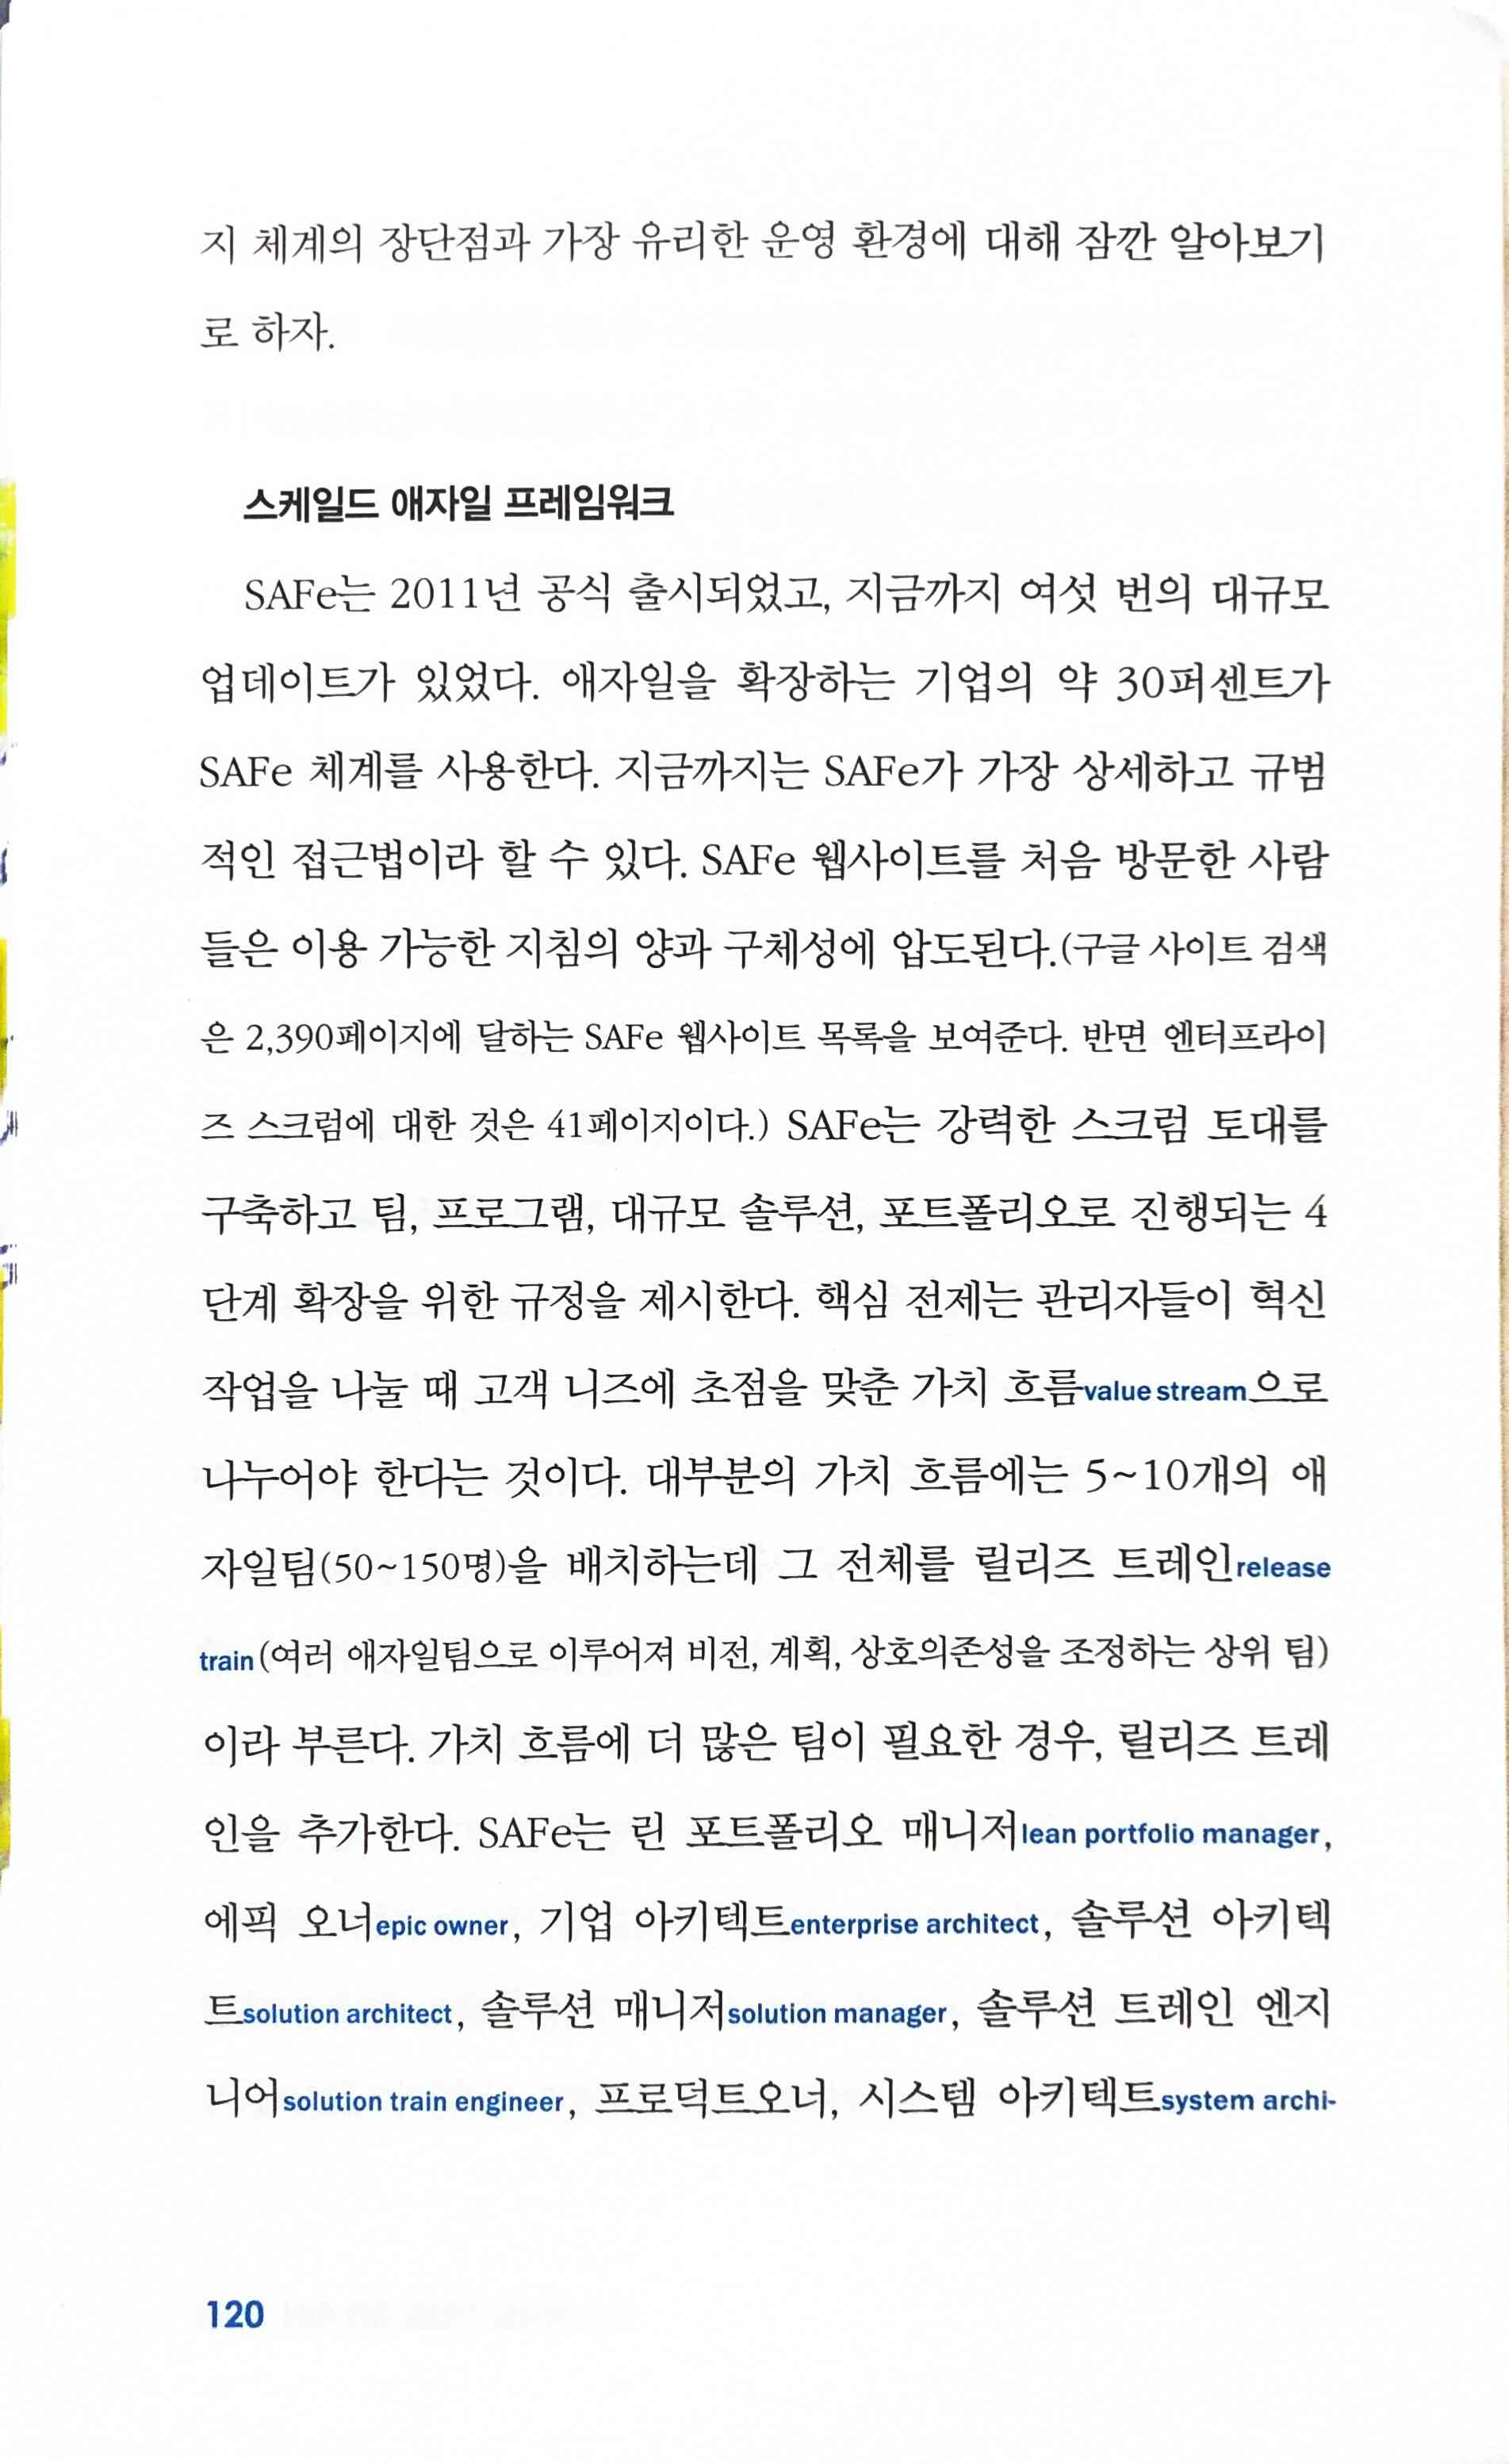 지 체계의 장단점과 가장 유리한 운영 환경에 대해 잠깐 알아보기
로 하자.
스케일드 애자일 프레임워크
SAFe는 2011년 공식 출시되었고, 지금까지 여섯 번의 대규모
업데이트가 있었다. 애자일을 확장하는 기업의 약 30퍼센트가
SAFe 체계를 사용한다. 지금까지는 SAFe가 가장 상세하고 규범
적인 접근법이라 할 수 있다. SAFe 웹사이트를 처음 방문한 사람
들은 이용 가능한 지침의 양과 구체성에 압도된다.(구글 사이트 검색
은 2,390페이지에 달하는 SAFe 웹사이트 목록을 보여준다. 반면 엔터프라이
즈 스크럼에 대한 것은 41페이지이다.) SAFe는 강력한 스크럼 토대를
구축하고 팀, 프로그램, 대규모 솔루션, 포트폴리오로 진행되는 4
단계 확장을 위한 규정을 제시한다. 핵심 전제는 관리자들이 혁신
작업을 나눌 때 고객 니즈에 초점을 맞춘 가치 흐름value stream으로
나누어야 한다는 것이다. 대부분의 가치 흐름에는 5~10개의 애
자일팀(50~150명)을 배치하는데 그 전체를 릴리즈 트레인release
train(여러 애자일팀으로 이루어져 비전, 계획, 상호의존성을 조정하는 상위 팀)
이라 부른다. 가치 흐름에 더 많은 팀이 필요한 경우, 릴리즈 트레
인을 추가한다. SAFe는 린 포트폴리오 매니저lean portfolio manager,
에픽 오너epic owner, 기업 아키텍트enterprise architect, 솔루션 아키텍
트solution architect, 솔루션 매니저solution manager, 솔루션 트레인 엔지
니어solution train engineer, 프로덕트오너, 시스템 아키텍트system archi-
120